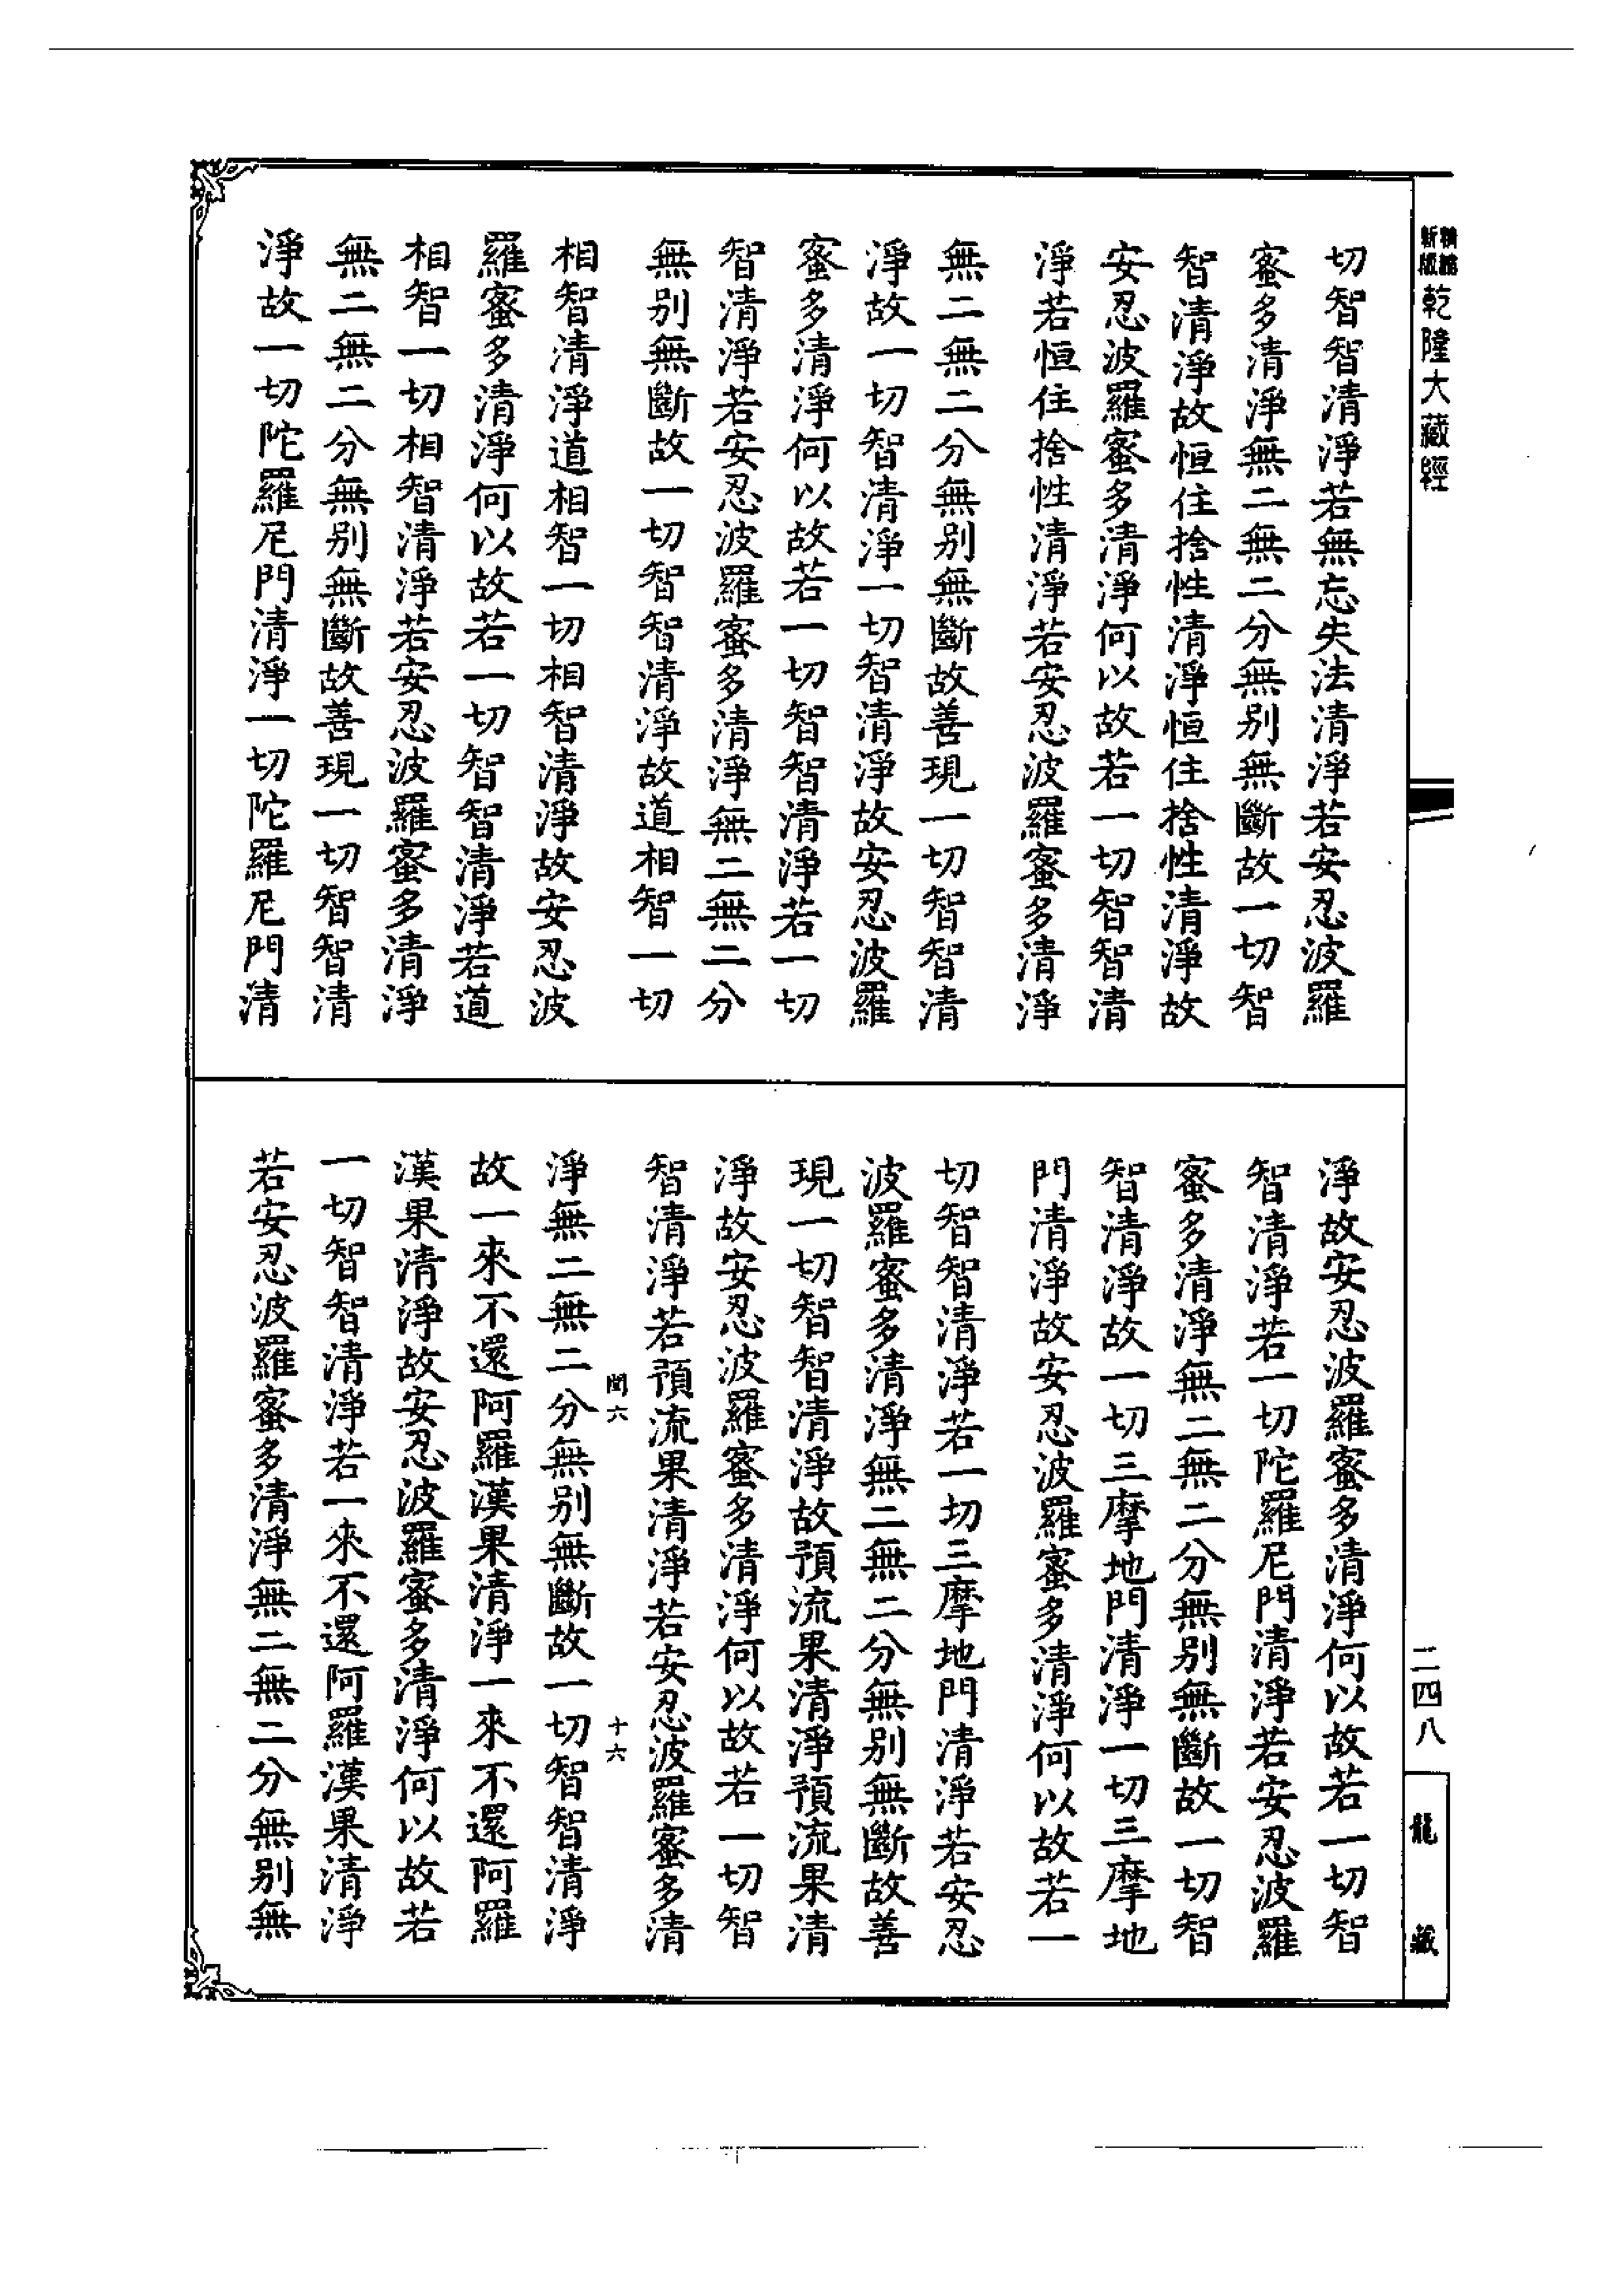 新版
精縮
乾隆大藏經
切智智清淨若無忘失法清淨若安忍波羅
蜜多清淨無二無二分無別無斷故一切智
智清淨故恒住捨性清淨恒住捨性清淨故
安忍波羅蜜多清淨何以故若一切智智清
淨若恒住捨性清淨若安忍波羅蜜多清淨
無二無二分無別無斷故善現一切智智清
淨故一切智清淨一切智清淨故安忍波羅
蜜多清淨何以故若一切智智清淨若一切
智清淨若安忍波羅蜜多清淨無二無二分
無別無斷故一切智智清淨故道相智一切
相智清淨道相智一切相智清淨故安忍波
羅蜜多清淨何以故若一切智智清淨若道
相智一切相智清淨若安忍波羅蜜多清淨
無二無二分無別無斷故善現一切智智清
淨故一切陀羅尼門清淨一切陀羅尼門清
淨故安忍波羅蜜多清淨何以故若一切智
智清淨若一切陀羅尼門清淨若安忍波羅
蜜多清淨無二無二分無別無斷故一切智
智清淨故一切三摩地門清淨一切三摩地
門清淨故安忍波羅蜜多清淨何以故若一
切智智清淨若一切三摩地門清淨若安忍
波羅蜜多清淨無二無二分無別無斷故善
現一切智智清淨故預流果清淨預流果清
淨故安忍波羅蜜多清淨何以故若一切智
智清淨若預流果清淨若安忍波羅蜜多清
聞六 十六
淨無二無二分無別無斷故一切智智清淨
故一來不還阿羅漢果清淨一來不還阿羅
漢果清淨故安忍波羅蜜多清淨何以故若
一切智智清淨若一來不還阿羅漢果清淨
若安忍波羅蜜多清淨無二無二分無別無
二四八
龍藏